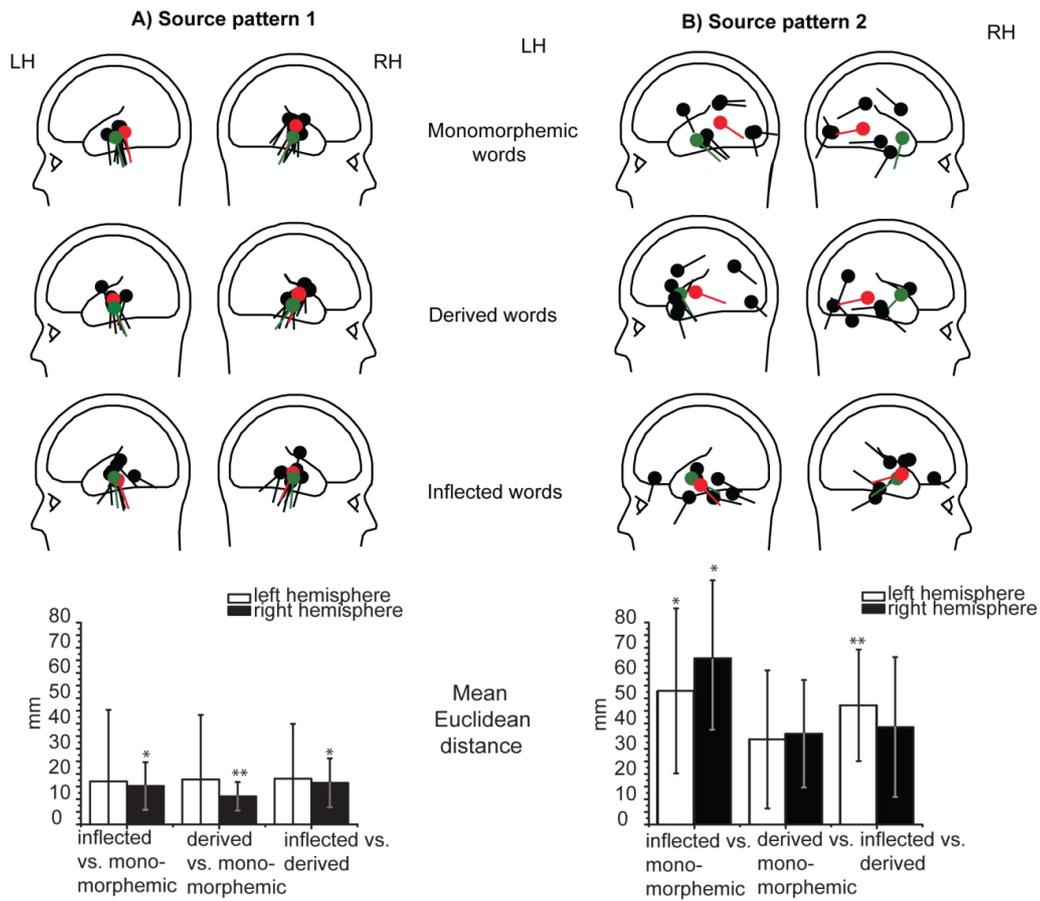 A) Source pattern 1
LH
RH
B) Source pattern 2
LH
RH
Monomorphemic
words
Derived words
Inflected words
left hemisphere
right hemisphere
80
70
60
50
40
30
20
10
0
mm
*
**
*
inflected
vs. mono-
morphemic
derived
vs. mono-
morphemic
inflected vs.
derived
Mean
Euclidean
distance
left hemisphere
right hemisphere
80
70
60
50
40
30
20
10
0
mm
*
*
**
inflected vs.
mono-
morphemic
derived vs.
mono-
morphemic
inflected vs.
derived